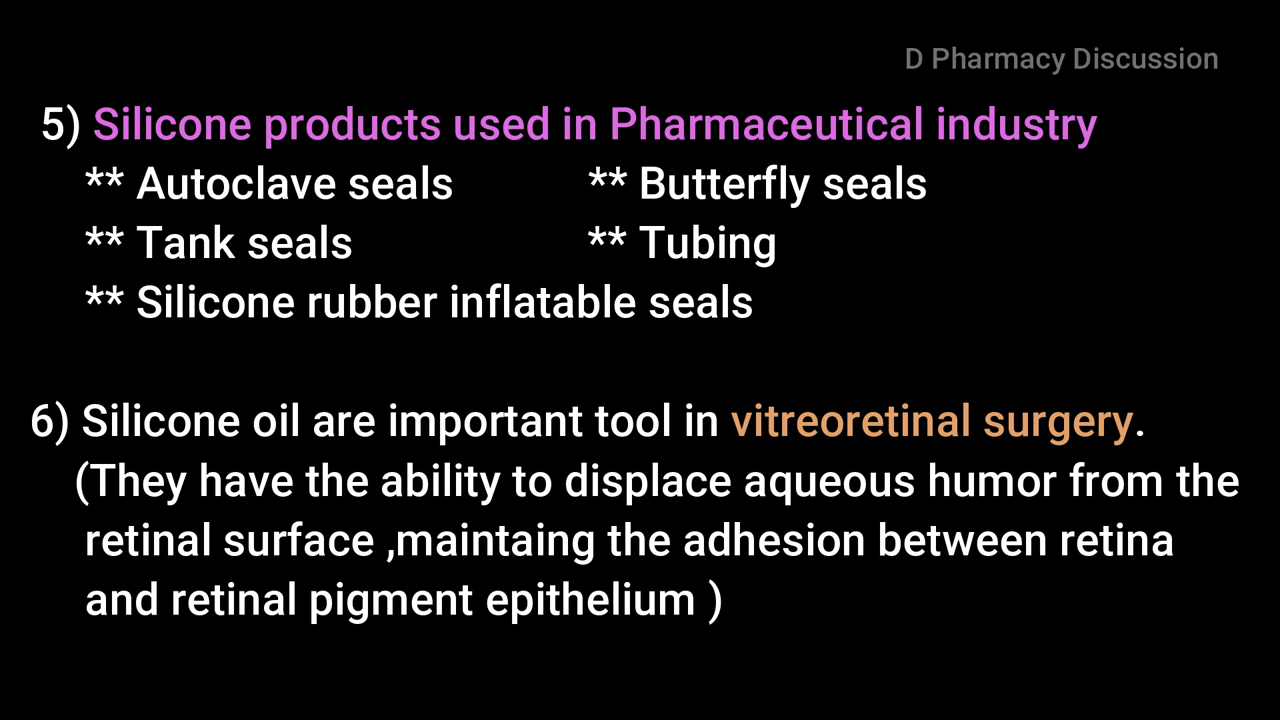 D Pharmacy Discussion
5) Silicone products used in Pharmaceutical industry
** Autoclave seals ** Butterfly seals
** Tank seals ** Tubing
** Silicone rubber inflatable seals
6) Silicone oil are important tool in vitreoretinal surgery.
(They have the ability to displace aqueous humor from the
retinal surface ,maintaing the adhesion between retina
and retinal pigment epithelium )